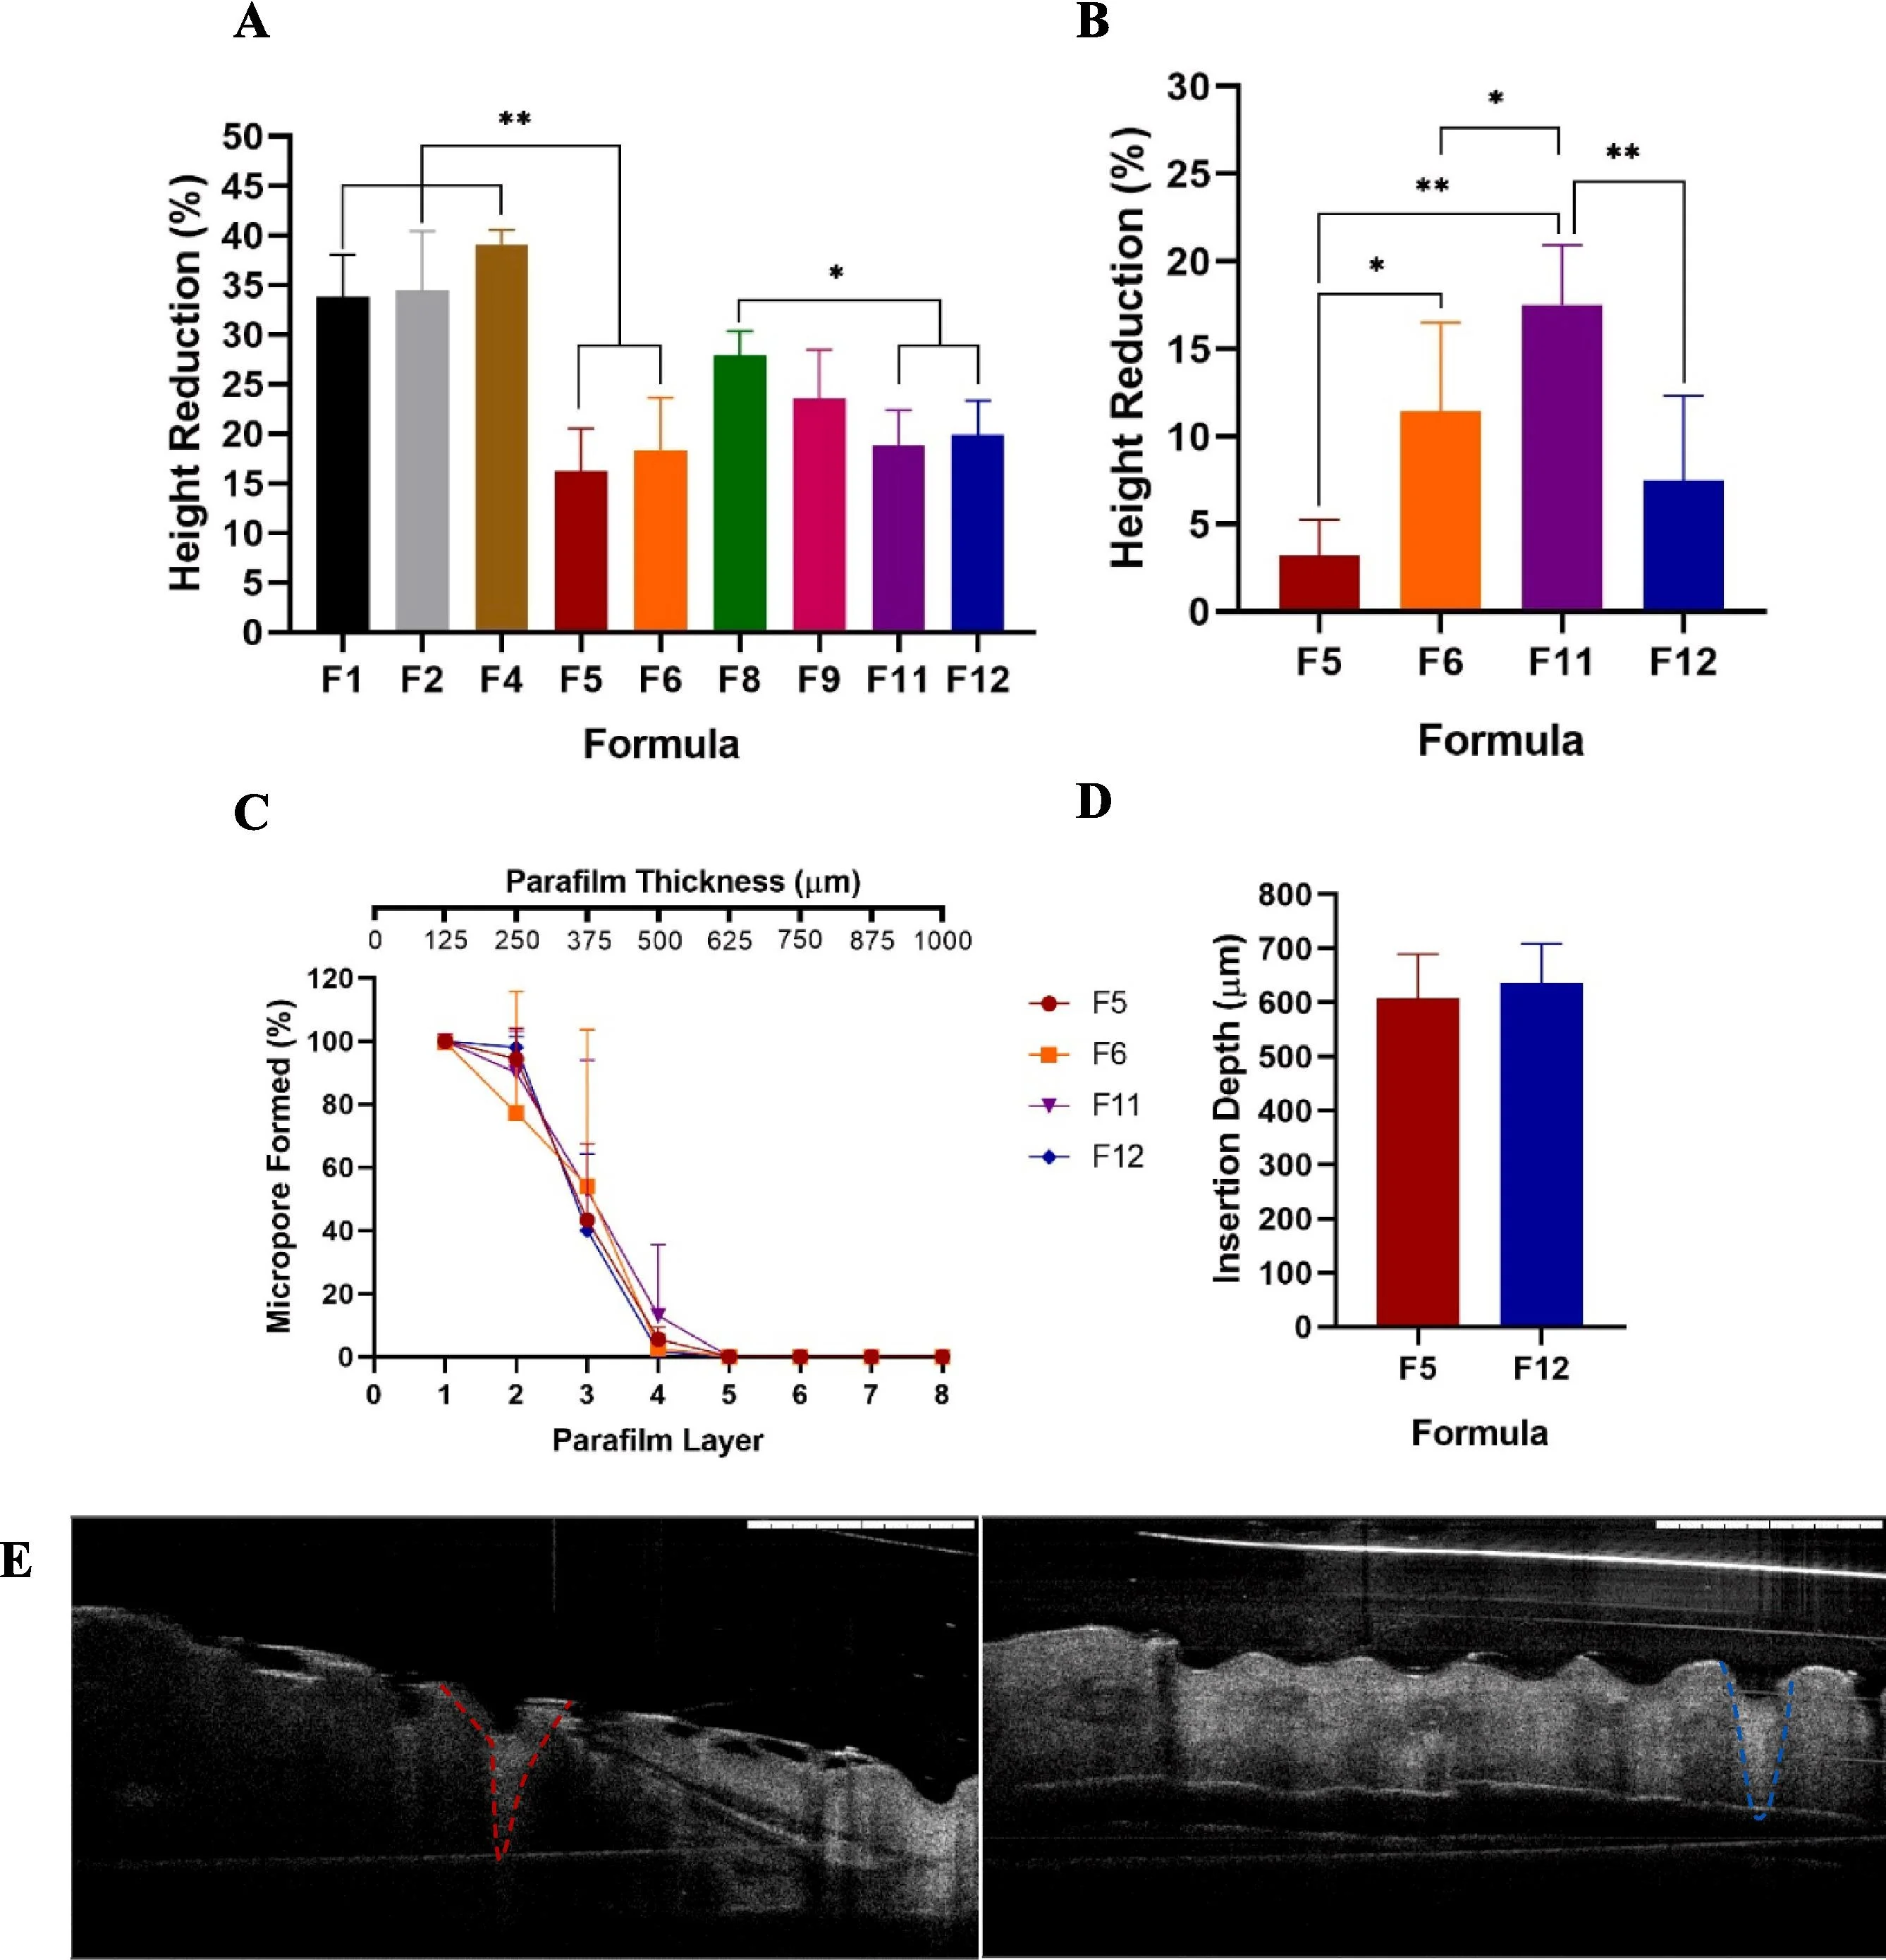 A
**
*
50
45
40
35
30
25
20
15
10
5
0
Height Reduction (%)
F1 F2 F4 F5 F6 F8 F9 F11 F12
Formula
B
*
**
**
*
30
25
20
15
10
5
0
Height Reduction (%)
F5 F6 F11 F12
Formula
C
Parafilm Thickness (μm)
0 125 250 375 500 625 750 875 1000
120
100
80
60
40
20
0
Micropore Formed (%)
0 1 2 3 4 5 6 7 8
Parafilm Layer
F5
F6
F11
F12
D
800
700
600
500
400
300
200
100
0
Insertion Depth (μm)
F5 F12
Formula
E